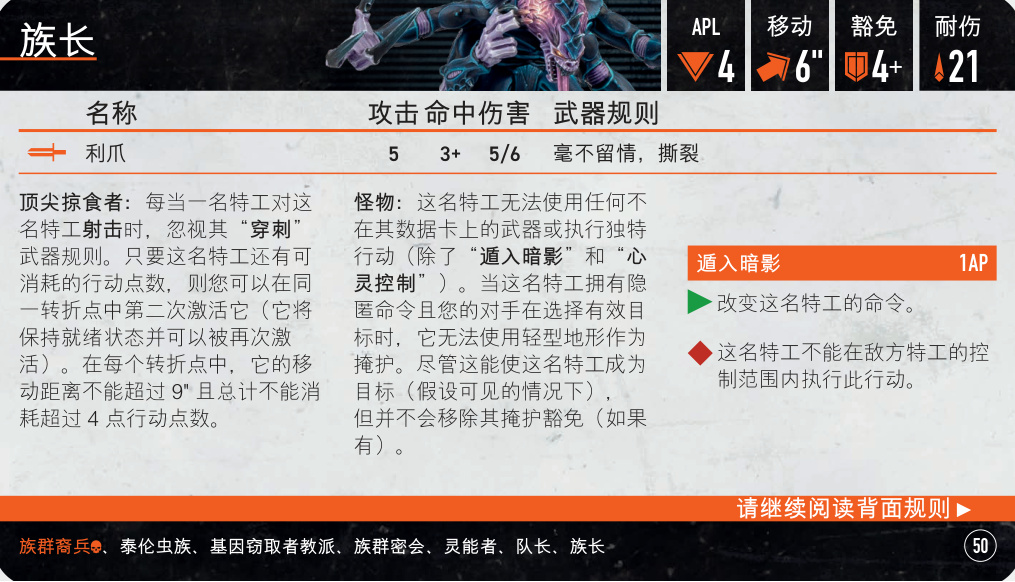 族长
APL 移动 豁免 耐伤
4 6" 4+ 21
名称 攻击 命中 伤害 武器规则
利爪 5 3+ 5/6 毫不留情，撕裂
顶尖掠食者：每当一名特工对这
名特工射击时，忽视其“穿刺”
武器规则。只要这名特工还有可
消耗的行动点数，则您可以在同
一转折点中第二次激活它（它将
保持就绪状态并可以被再次激
活）。在每个转折点中，它的移
动距离不能超过 9" 且总计不能消
耗超过 4 点行动点数。
怪物：这名特工无法使用任何不
在其数据卡上的武器或执行独特
行动（除了“遁入暗影”和“心
灵控制”）。当这名特工拥有隐
匿命令且您的对手在选择有效目
标时，它无法使用轻型地形作为
掩护。尽管这能使这名特工成为
目标（假设可见的情况下），
但并不会移除其掩护豁免（如果
有）。
遁入暗影 1AP
改变这名特工的命令。
这名特工不能在敌方特工的控
制范围内执行此行动。
请继续阅读背面规则
族群裔兵、泰伦虫族、基因窃取者教派、族群密会、灵能者、队长、族长
50